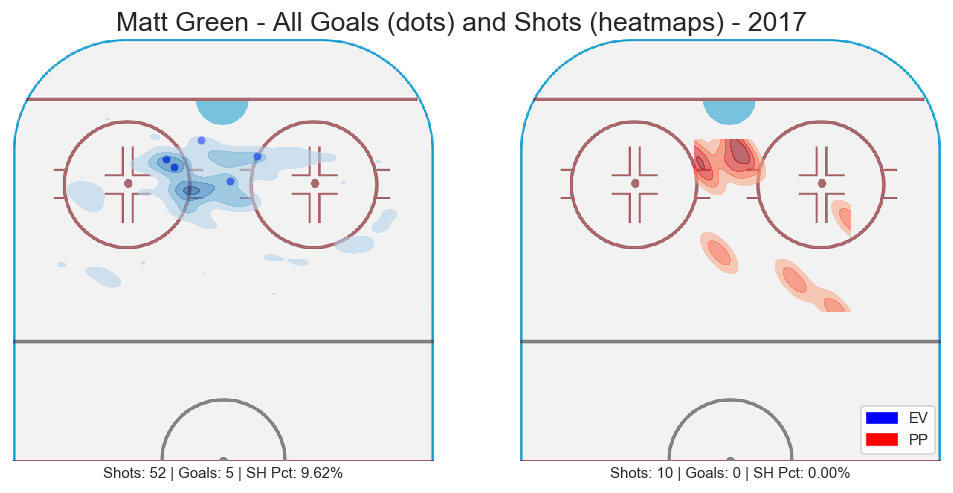 Matt Green - All Goals (dots) and Shots (heatmaps) - 2017
EV
PP
Shots: 52 | Goals: 5 | SH Pct: 9.62%
Shots: 10 | Goals: 0 | SH Pct: 0.00%